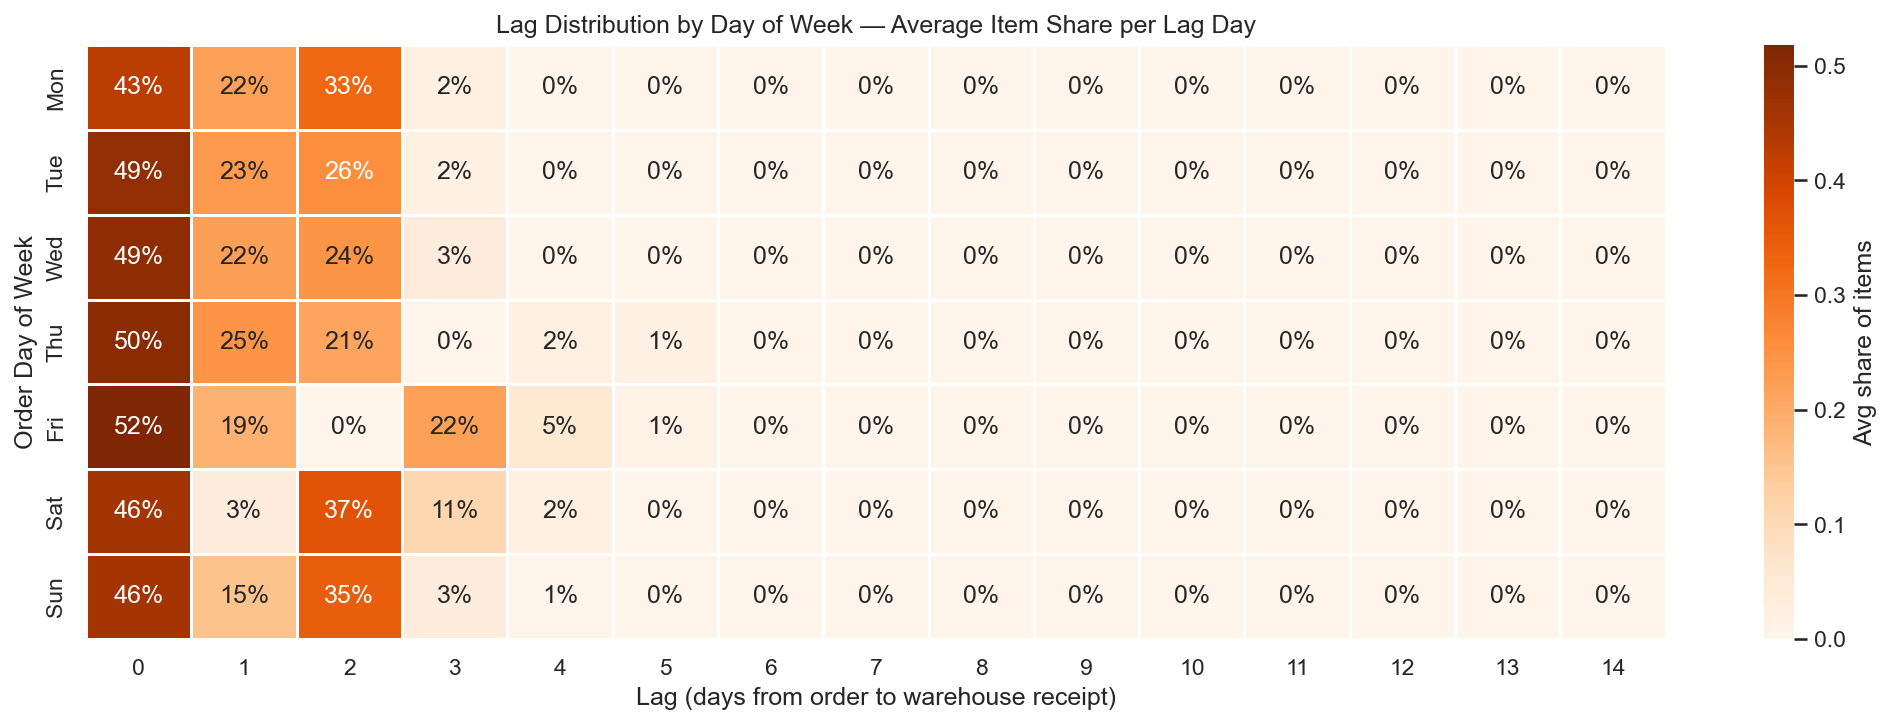 Lag Distribution by Day of Week — Average Item Share per Lag Day
Order Day of Week
Mon 43% 22% 33% 2% 0% 0% 0% 0% 0% 0% 0% 0% 0% 0% 0%
Tue 49% 23% 26% 2% 0% 0% 0% 0% 0% 0% 0% 0% 0% 0% 0%
Wed 49% 22% 24% 3% 0% 0% 0% 0% 0% 0% 0% 0% 0% 0% 0%
Thu 50% 25% 21% 0% 2% 1% 0% 0% 0% 0% 0% 0% 0% 0% 0%
Fri 52% 19% 0% 22% 5% 1% 0% 0% 0% 0% 0% 0% 0% 0% 0%
Sat 46% 3% 37% 11% 2% 0% 0% 0% 0% 0% 0% 0% 0% 0% 0%
Sun 46% 15% 35% 3% 1% 0% 0% 0% 0% 0% 0% 0% 0% 0% 0%
0 1 2 3 4 5 6 7 8 9 10 11 12 13 14
Lag (days from order to warehouse receipt)
0.5
0.4
0.3
0.2
0.1
0.0
Avg share of items